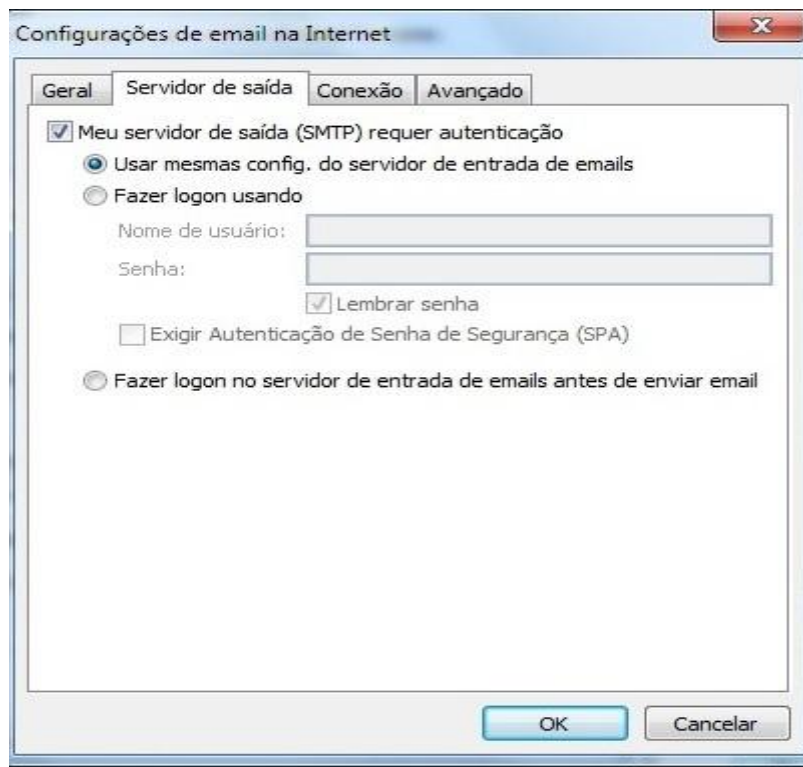 Configurações de email na Internet
Geral Servidor de saída Conexão Avançado
Meu servidor de saída (SMTP) requer autenticação
Usar mesmas config. do servidor de entrada de emails
Fazer logon usando
Nome de usuário:
Senha:
Lembrar senha
Exigir Autenticação de Senha de Segurança (SPA)
Fazer logon no servidor de entrada de emails antes de enviar email
OK Cancelar